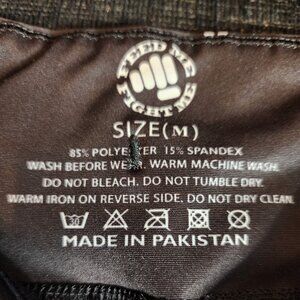 FEED ME
FIGHT ME
SIZE(M)
85% POLYESTER 15% SPANDEX
WASH BEFORE WEAR. WARM MACHINE WASH.
DO NOT BLEACH. DO NOT TUMBLE DRY.
WARM IRON ON REVERSE SIDE. DO NOT DRY CLEAN.
30
MADE IN PAKISTAN